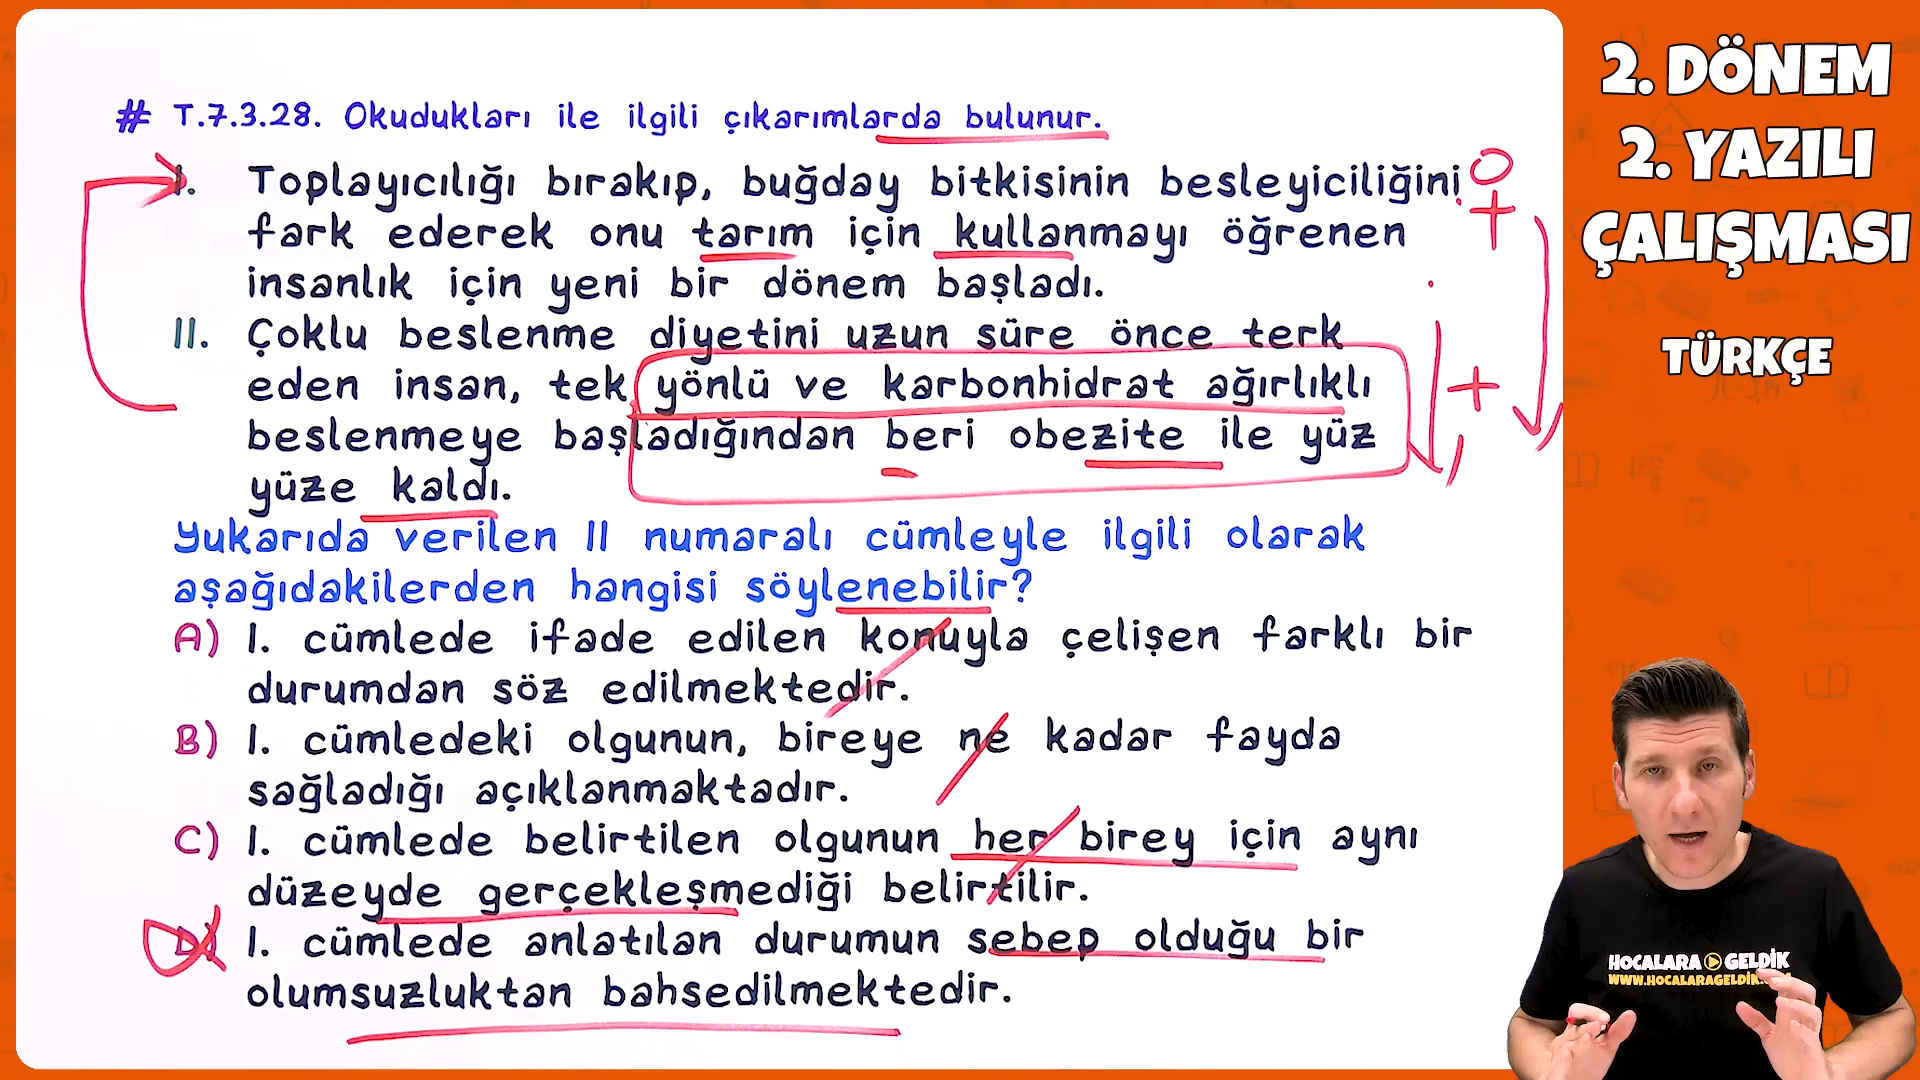 # T.7.3.28. Okudukları ile ilgili çıkarımlarda bulunur.
I. Toplayıcılığı bırakıp, buğday bitkisinin besleyiciliğini
fark ederek onu tarım için kullanmayı öğrenen
insanlık için yeni bir dönem başladı.
II. Çoklu beslenme diyetini uzun süre önce terk
eden insan, tek yönlü ve karbonhidrat ağırlıklı
beslenmeye başladığından beri obezite ile yüz
yüze kaldı.
Yukarıda verilen II numaralı cümleyle ilgili olarak
aşağıdakilerden hangisi söylenebilir?
A) I. cümlede ifade edilen konuyla çelişen farklı bir
durumdan söz edilmektedir.
B) I. cümledeki olgunun, bireye ne kadar fayda
sağladığı açıklanmaktadır.
C) I. cümlede belirtilen olgunun her birey için aynı
düzeyde gerçekleşmediği belirtilir.
D) I. cümlede anlatılan durumun sebep olduğu bir
olumsuzluktan bahsedilmektedir.
2. DÖNEM
2. YAZILI
ÇALIŞMASI
TÜRKÇE
HOCALARA GELDİK